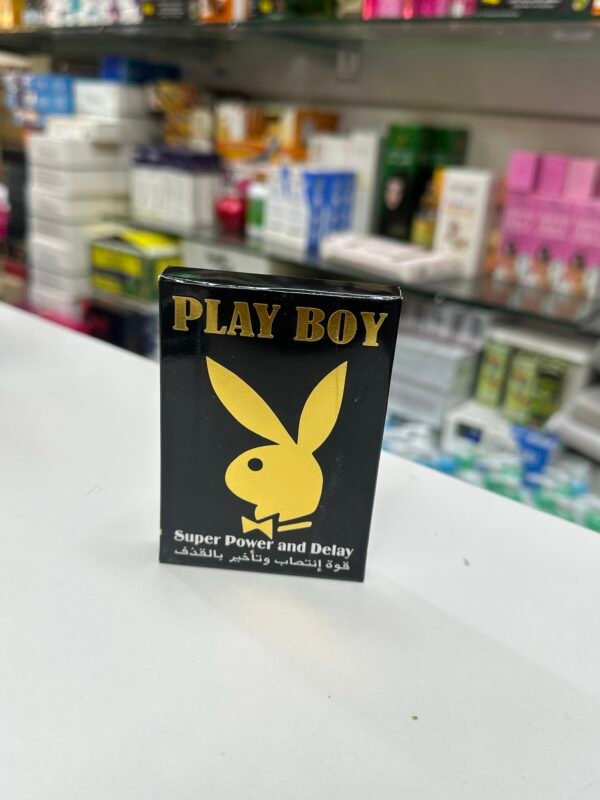 PLAY BOY
Super Power and Delay
قوة إنتصاب وتأخير بالقذف